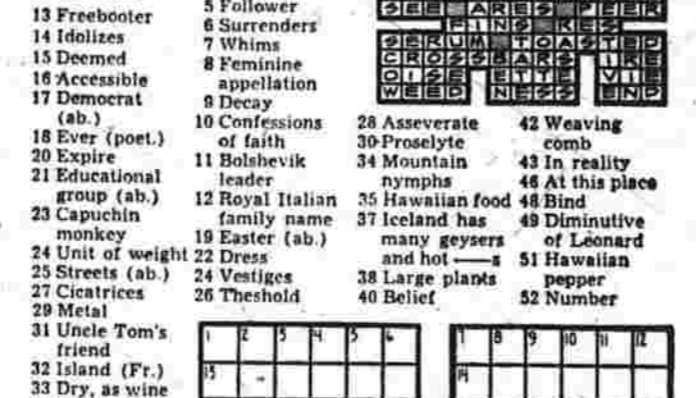 13 Freebooter
14 Idolizes
15 Deemed
16 Accessible
17 Democrat
(ab.)
18 Ever (poet.)
20 Expire
21 Educational
group (ab.)
23 Capuchin
monkey
24 Unit of weight
25 Streets (ab.)
27 Cicatrices
29 Metal
31 Uncle Tom's
friend
32 Island (Fr.)
33 Dry, as wine
5 Follower
6 Surrenders
7 Whims
8 Feminine
appellation
9 Decay
10 Confessions
of faith
11 Bolshevik
leader
12 Royal Italian
family name
19 Easter (ab.)
22 Dress
24 Vestiges
26 Theshold
SEE ARES PEER
FINS RES
SERUM TOASTED
CROSSBARS IRE
OISE ETTE VIE
WEED NESS END
28 Asseverate
30 Proselyte
34 Mountain
nymphs
35 Hawaiian food
37 Iceland has
many geysers
and hot ——s
38 Large plants
40 Belief
42 Weaving
comb
43 In reality
46 At this place
48 Bind
49 Diminutive
of Leonard
51 Hawaiian
pepper
52 Number
1 2 3 4 5 6
7 8 9 10 11 12
13
14